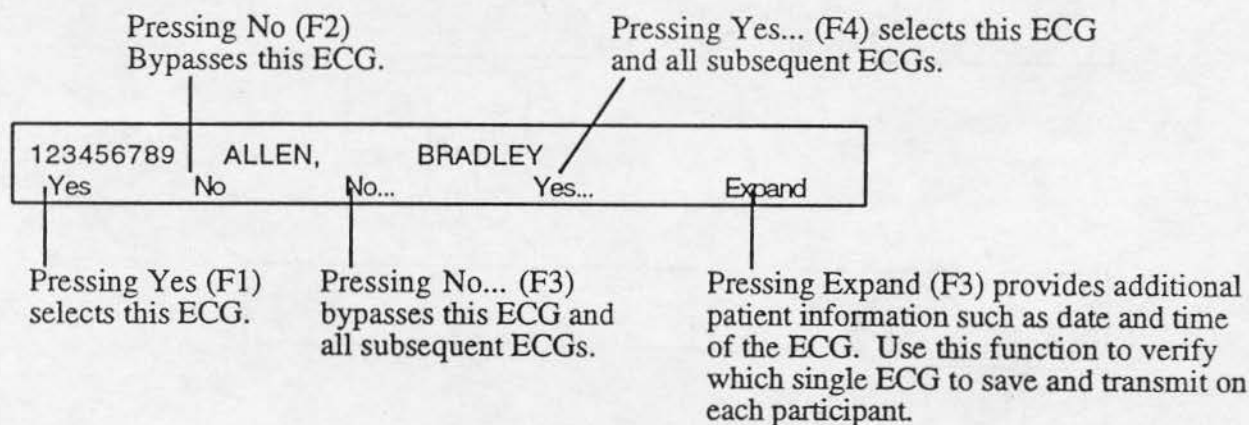 Pressing No (F2)
Bypasses this ECG.
Pressing Yes... (F4) selects this ECG
and all subsequent ECGs.
123456789 ALLEN, BRADLEY
Yes No No... Yes... Expand
Pressing Yes (F1)
selects this ECG.
Pressing No... (F3)
bypasses this ECG and
all subsequent ECGs.
Pressing Expand (F3) provides additional
patient information such as date and time
of the ECG. Use this function to verify
which single ECG to save and transmit on
each participant.